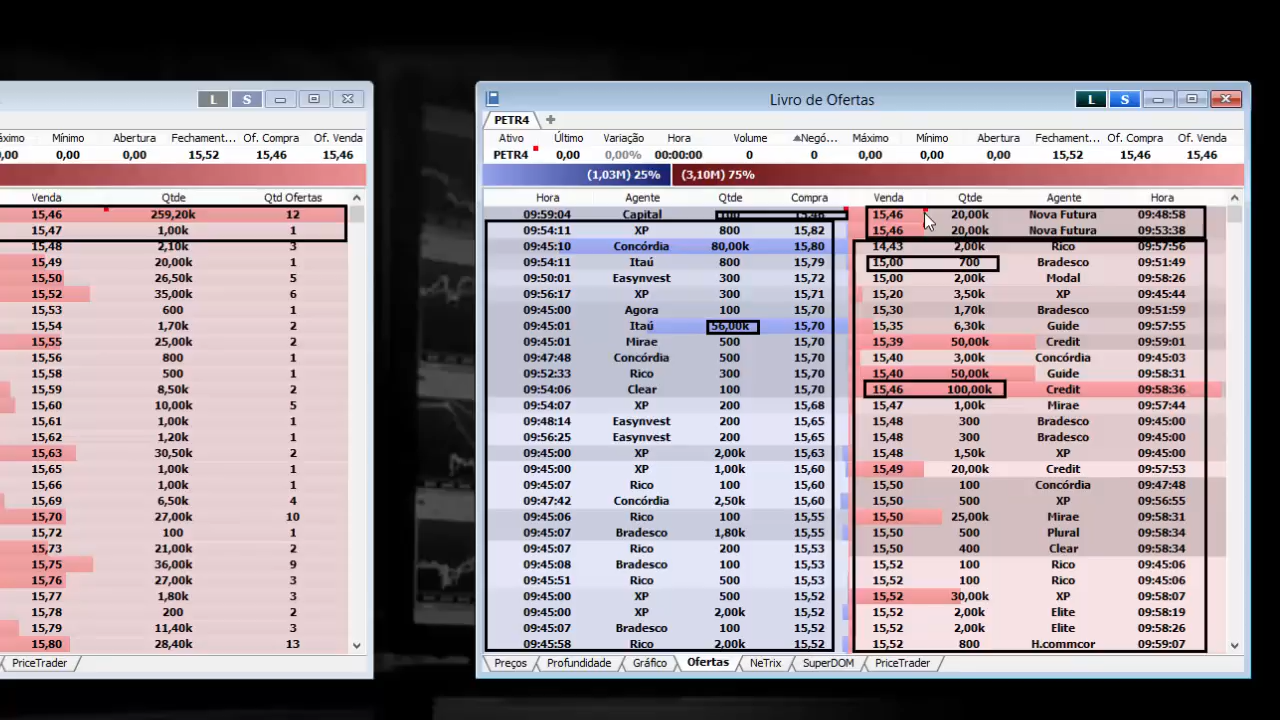 L S
Livro de Ofertas
L S
PETR4
áximo Mínimo Abertura Fechament... Of. Compra Of. Venda
0,00 0,00 0,00 15,52 15,46 15,46
Ativo Último Variação Hora Volume Negó... Máximo Mínimo Abertura Fechament... Of. Compra Of. Venda
PETR4 0,00 0,00% 00:00:00 0 0 0,00 0,00 0,00 15,52 15,46 15,46
(1,03M) 25% (3,10M) 75%
Venda Qtde Qtd Ofertas
15,46 259,20k 12
15,47 1,00k 1
15,48 2,10k 3
15,49 20,00k 1
15,50 26,50k 5
15,52 35,00k 6
15,53 600 1
15,54 1,70k 2
15,55 25,00k 2
15,56 800 1
15,58 500 1
15,59 8,50k 2
15,60 10,00k 5
15,61 1,00k 1
15,62 1,20k 1
15,63 30,50k 2
15,65 1,00k 1
15,66 1,00k 1
15,69 6,50k 4
15,70 27,00k 10
15,72 100 1
15,73 21,00k 2
15,75 36,00k 9
15,76 27,00k 3
15,77 1,80k 3
15,78 200 2
15,79 11,40k 3
15,80 28,40k 13
PriceTrader
Hora Agente Qtde Compra Venda Qtde Agente Hora
09:59:04 Capital 15,46 20,00k Nova Futura 09:48:58
09:54:11 XP 800 15,82 15,46 20,00k Nova Futura 09:53:38
09:45:10 Concórdia 80,00k 15,80 14,43 2,00k Rico 09:57:56
09:54:11 Itaú 800 15,79 15,00 700 Bradesco 09:51:49
09:50:01 Easynvest 300 15,72 15,00 2,00k Modal 09:58:26
09:56:17 XP 300 15,71 15,20 3,50k XP 09:45:44
09:45:00 Agora 100 15,70 15,30 1,70k Bradesco 09:51:59
09:45:01 Itaú 56,00k 15,70 15,35 6,30k Guide 09:57:55
09:45:01 Mirae 500 15,70 15,39 50,00k Credit 09:59:01
09:47:48 Concórdia 500 15,70 15,40 3,00k Concórdia 09:45:03
09:52:33 Rico 300 15,70 15,40 50,00k Guide 09:58:31
09:54:06 Clear 100 15,70 15,46 100,00k Credit 09:58:36
09:54:07 XP 200 15,68 15,47 1,00k Mirae 09:57:44
09:48:14 Easynvest 200 15,65 15,48 300 Bradesco 09:45:00
09:56:25 Easynvest 200 15,65 15,48 300 Bradesco 09:45:00
09:45:00 XP 2,00k 15,63 15,48 1,50k XP 09:45:00
09:45:00 XP 1,00k 15,60 15,49 20,00k Credit 09:57:53
09:45:07 Rico 100 15,60 15,50 100 Concórdia 09:47:48
09:47:42 Concórdia 2,50k 15,60 15,50 500 XP 09:56:55
09:45:06 Rico 100 15,55 15,50 25,00k Mirae 09:58:31
09:45:07 Bradesco 1,80k 15,55 15,50 500 Plural 09:58:34
09:45:07 Rico 200 15,53 15,50 400 Clear 09:58:34
09:45:08 Bradesco 100 15,53 15,52 100 Rico 09:45:06
09:45:51 Rico 500 15,53 15,52 100 Rico 09:45:06
09:45:00 XP 500 15,52 15,52 30,00k XP 09:58:07
09:45:00 XP 2,00k 15,52 15,52 2,00k Elite 09:58:19
09:45:07 Bradesco 100 15,52 15,52 2,00k Elite 09:58:26
09:45:58 Rico 2,00k 15,52 15,52 800 H.commcor 09:59:07
Preços Profundidade Gráfico Ofertas NeTrix SuperDOM PriceTrader